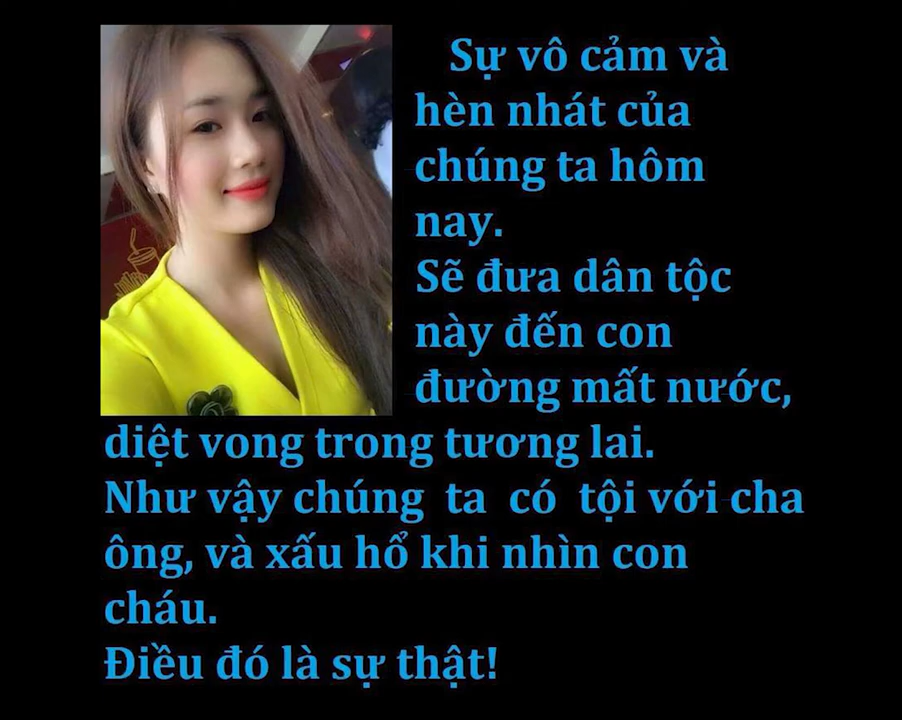 Sự vô cảm và
hèn nhát của
chúng ta hôm
nay.
Sẽ đưa dân tộc
này đến con
đường mất nước,
diệt vong trong tương lai.
Như vậy chúng ta có tội với cha
ông, và xấu hổ khi nhìn con
cháu.
Điều đó là sự thật!